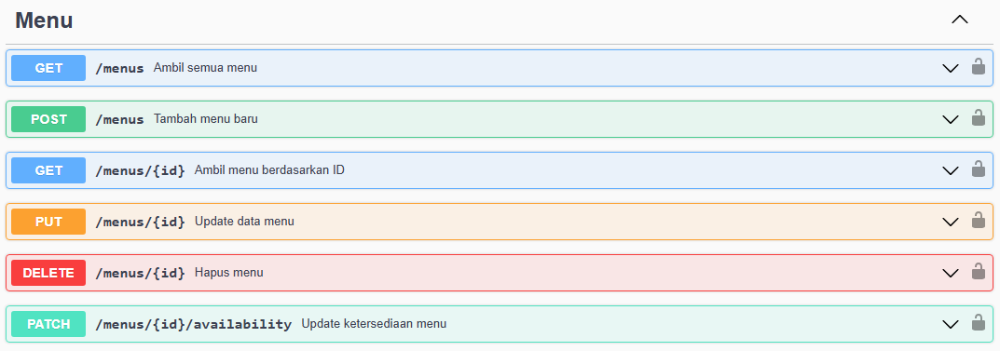 Menu
GET /menus Ambil semua menu
POST /menus Tambah menu baru
GET /menus/{id} Ambil menu berdasarkan ID
PUT /menus/{id} Update data menu
DELETE /menus/{id} Hapus menu
PATCH /menus/{id}/availability Update ketersediaan menu